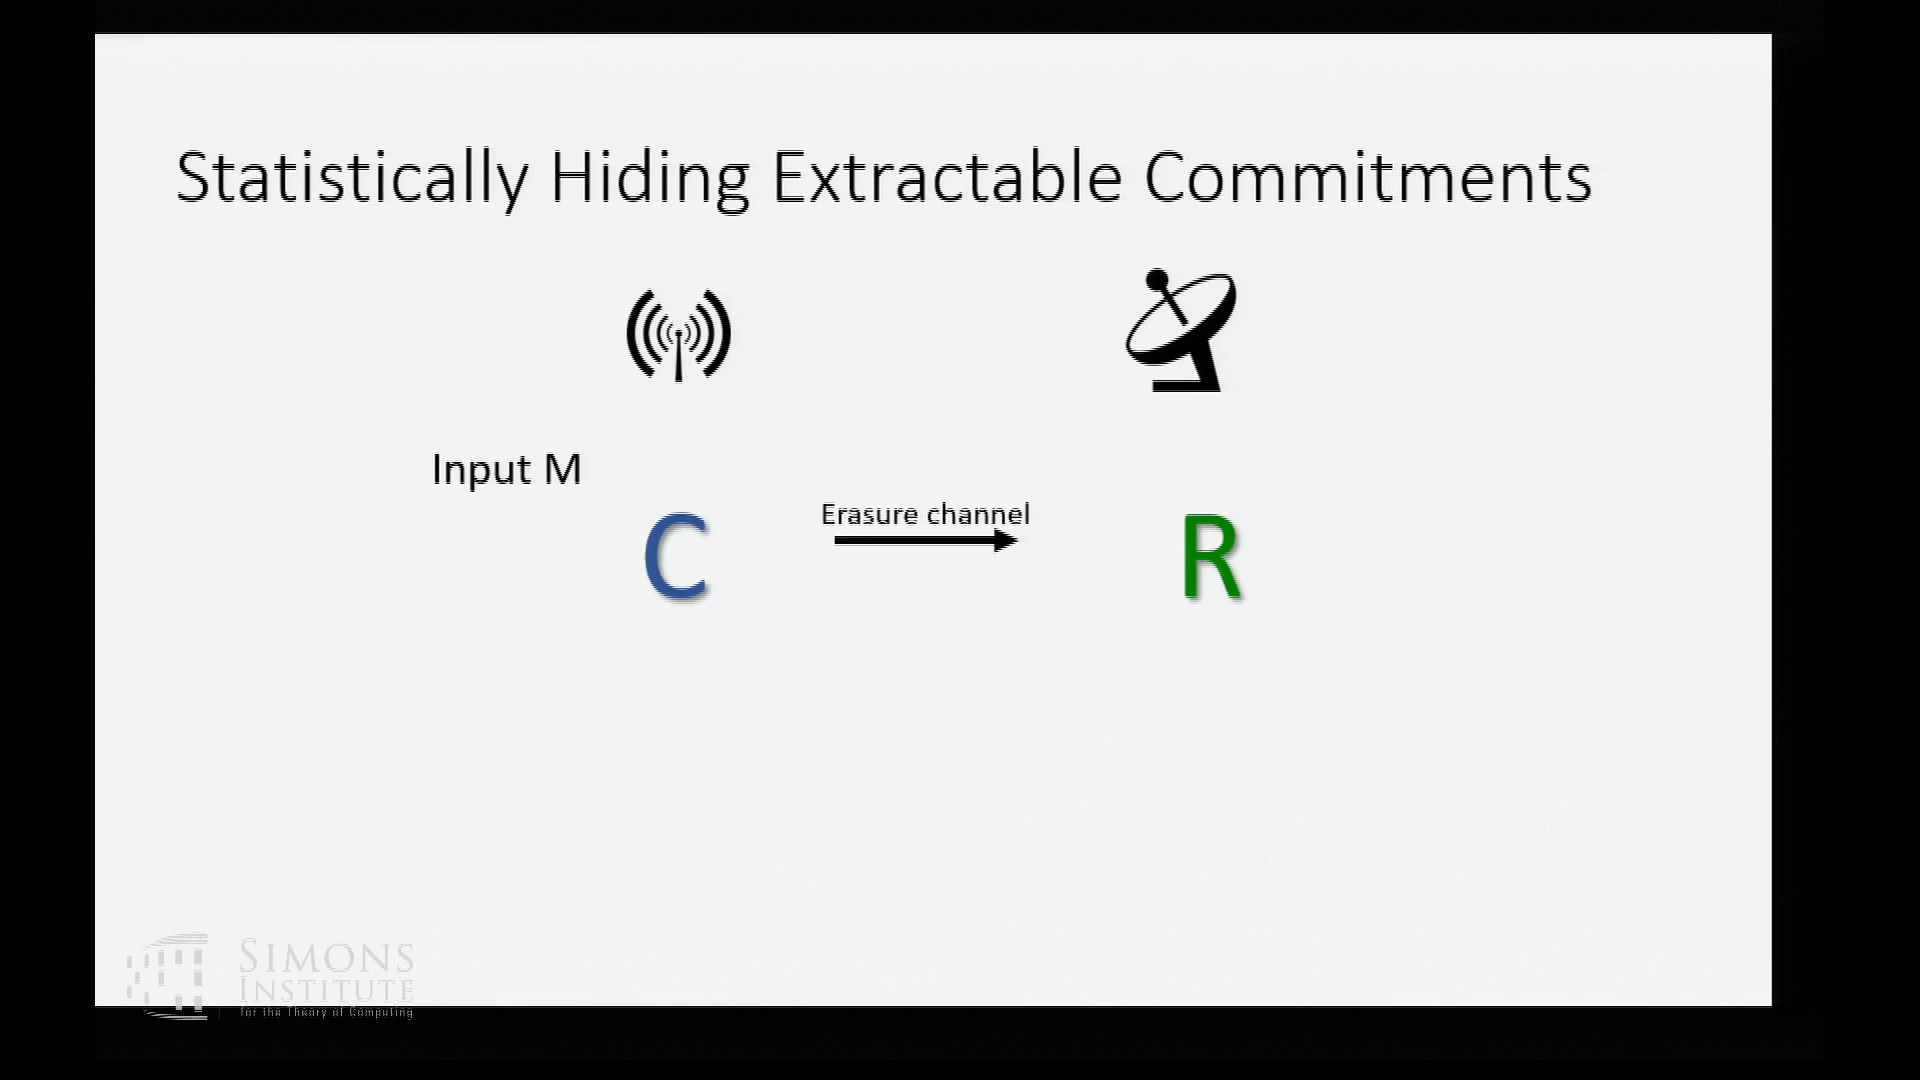 Statistically Hiding Extractable Commitments
Input M
Erasure channel
C
R
SIMONS
INSTITUTE
for the Theory of Computing